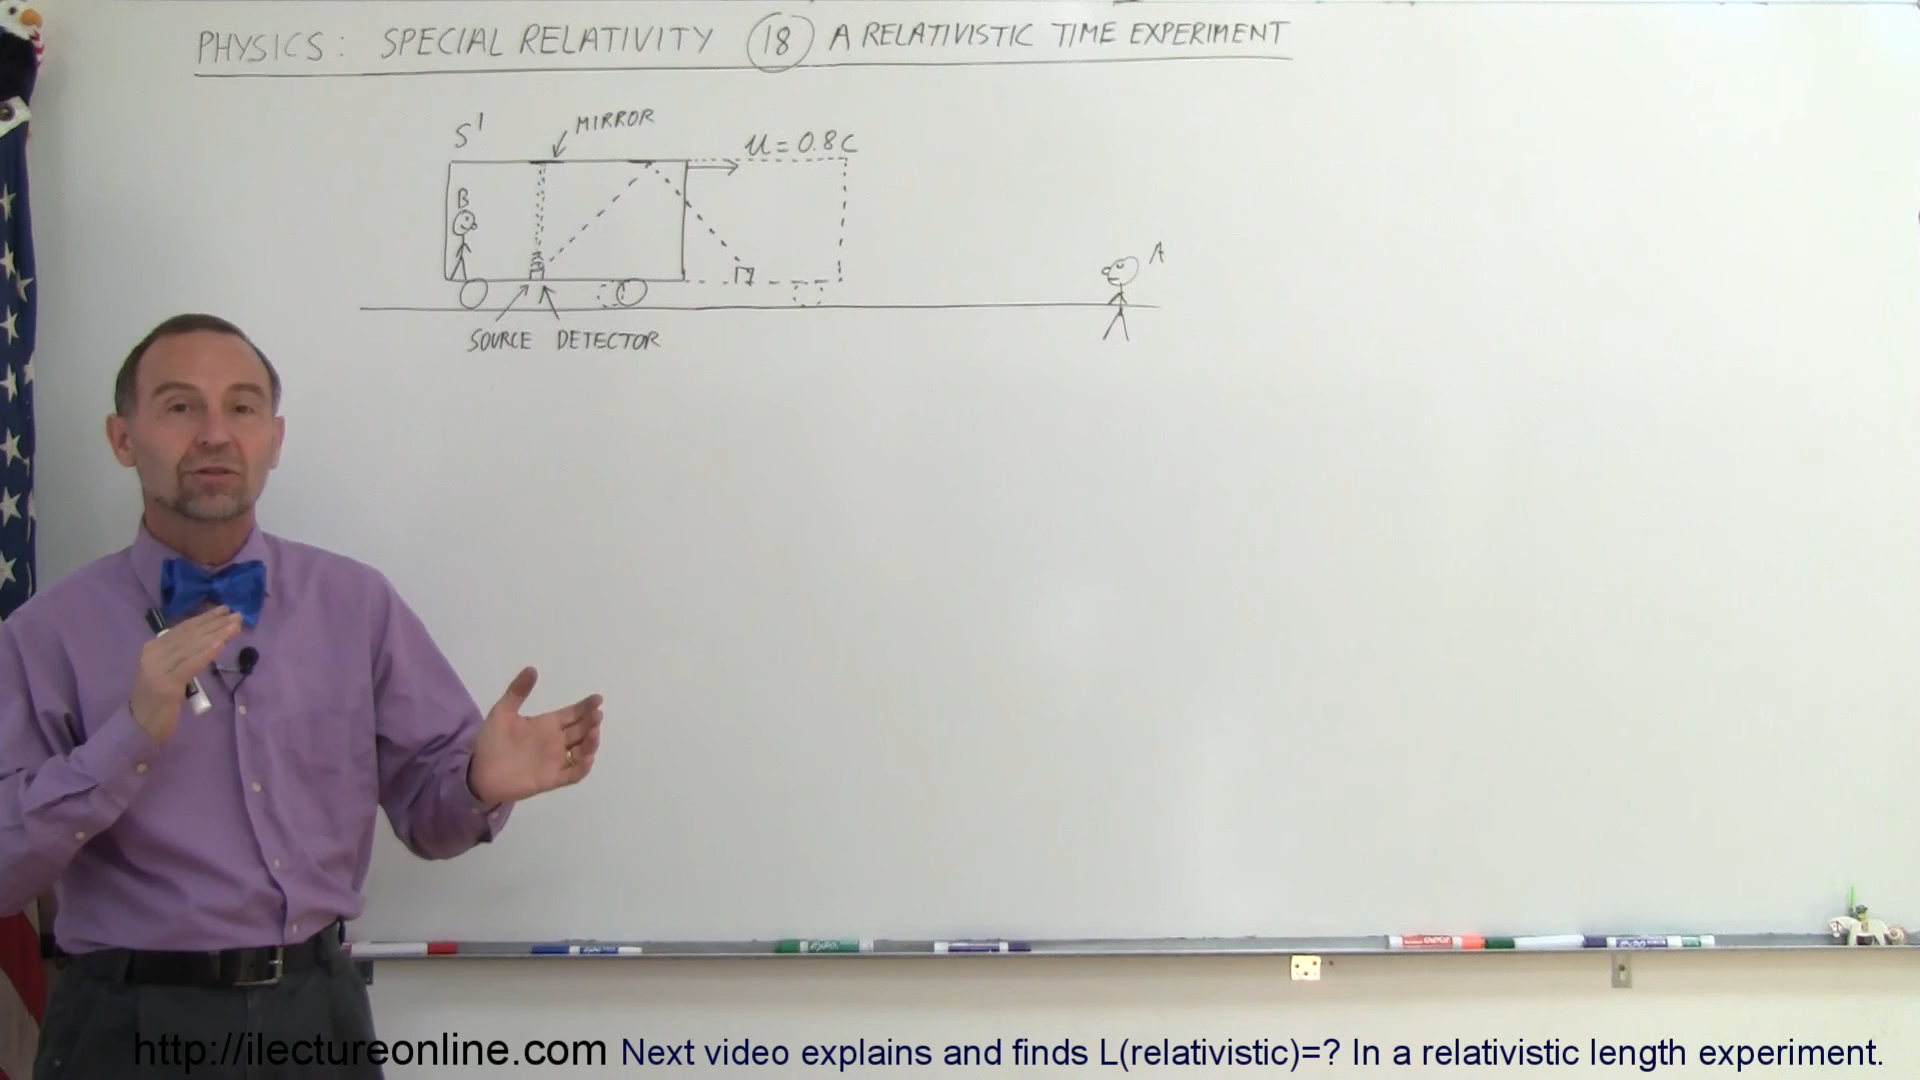 PHYSICS: SPECIAL RELATIVITY 18 A RELATIVISTIC TIME EXPERIMENT
S' MIRROR
U = 0.8C
B
A
SOURCE DETECTOR
http://ilectureonline.com Next video explains and finds L(relativistic)=? In a relativistic length experiment.